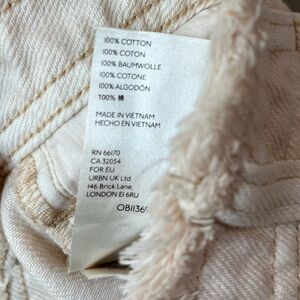 100% COTTON
100% COTON
100% BAUMWOLLE
100% COTONE
100% ALGODÓN
100% 棉
MADE IN VIETNAM
HECHO EN VIETNAM
RN 66170
CA 32054
FOR EU
URBN UK Ltd
146 Brick Lane,
LONDON E1 6RU